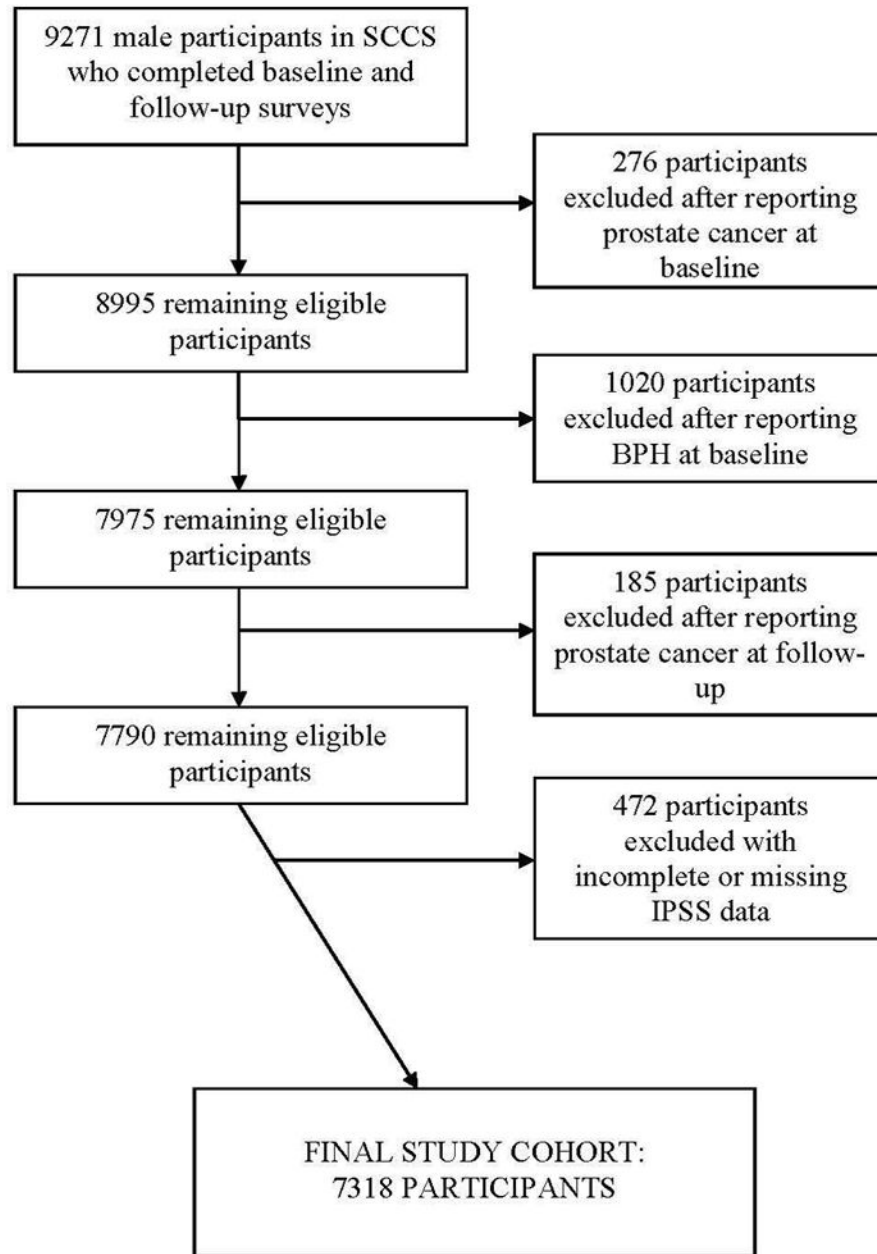 9271 male participants in SCCS
who completed baseline and
follow-up surveys
276 participants
excluded after reporting
prostate cancer at
baseline
8995 remaining eligible
participants
1020 participants
excluded after reporting
BPH at baseline
7975 remaining eligible
participants
185 participants
excluded after reporting
prostate cancer at follow-
up
7790 remaining eligible
participants
472 participants
excluded with
incomplete or missing
IPSS data
FINAL STUDY COHORT:
7318 PARTICIPANTS